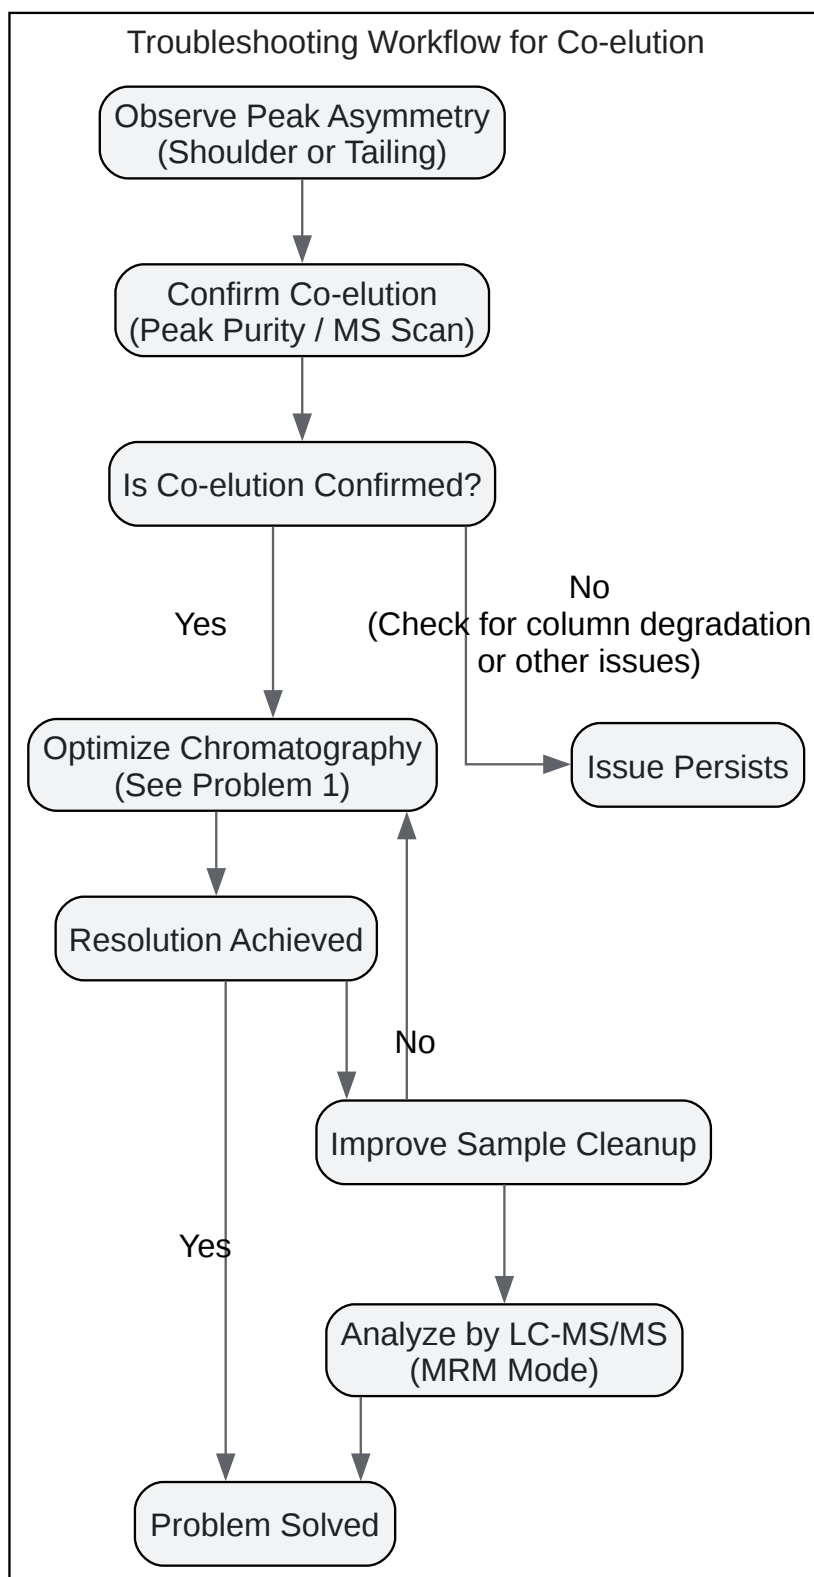 Troubleshooting Workflow for Co-elution
Observe Peak Asymmetry
(Shoulder or Tailing)
Confirm Co-elution
(Peak Purity / MS Scan)
Is Co-elution Confirmed?
Yes
No
(Check for column degradation
or other issues)
Optimize Chromatography
(See Problem 1)
Issue Persists
Resolution Achieved
No
Improve Sample Cleanup
Yes
Analyze by LC-MS/MS
(MRM Mode)
Problem Solved